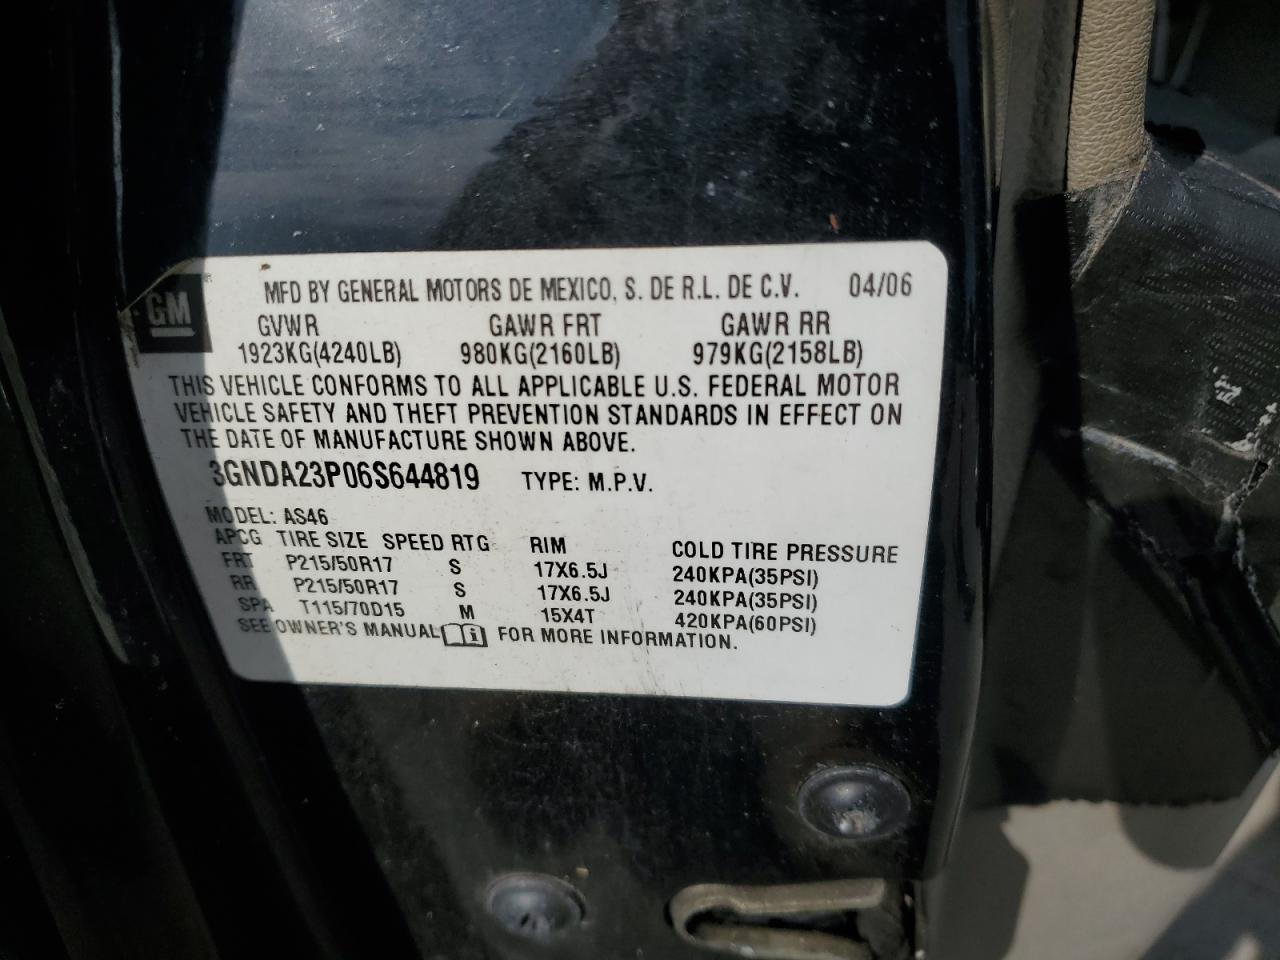 GM
MFD BY GENERAL MOTORS DE MEXICO, S. DE R.L. DE C.V. 04/06
GVWR GAWR FRT GAWR RR
1923KG(4240LB) 980KG(2160LB) 979KG(2158LB)
THIS VEHICLE CONFORMS TO ALL APPLICABLE U.S. FEDERAL MOTOR
VEHICLE SAFETY AND THEFT PREVENTION STANDARDS IN EFFECT ON
THE DATE OF MANUFACTURE SHOWN ABOVE.
3GNDA23P06S644819 TYPE: M.P.V.
MODEL: AS46
APCG TIRE SIZE SPEED RTG RIM COLD TIRE PRESSURE
FRT P215/50R17 S 17X6.5J 240KPA(35PSI)
RR P215/50R17 S 17X6.5J 240KPA(35PSI)
SPA T115/70D15 M 15X4T 420KPA(60PSI)
SEE OWNER'S MANUAL i FOR MORE INFORMATION.